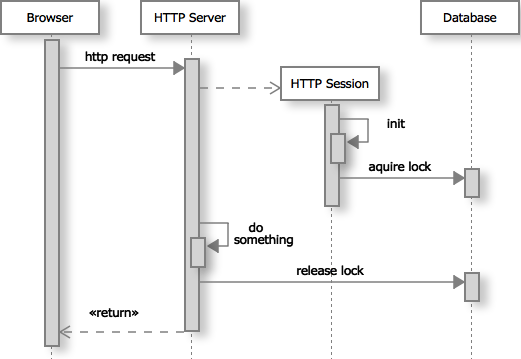 Browser
HTTP Server
Database
http request
HTTP Session
init
aquire lock
do
something
release lock
«return»